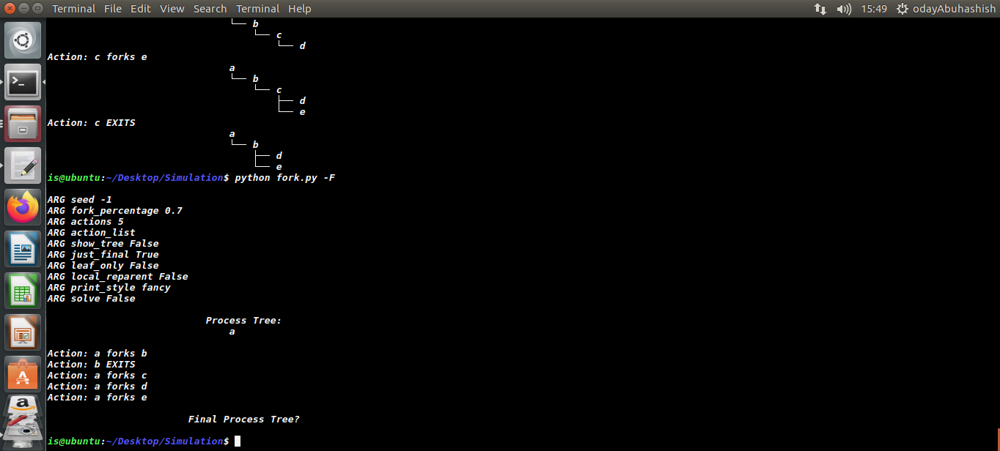 Terminal File Edit View Search Terminal Help 15:49 odayAbuhashish
b
c
d
Action: c forks e
a
b
c
d
e
Action: c EXITS
a
b
d
e
is@ubuntu:~/Desktop/Simulation$ python fork.py -F
ARG seed -1
ARG fork_percentage 0.7
ARG actions 5
ARG action_list
ARG show_tree False
ARG just_final True
ARG leaf_only False
ARG local_reparent False
ARG print_style fancy
ARG solve False
Process Tree:
a
Action: a forks b
Action: b EXITS
Action: a forks c
Action: a forks d
Action: a forks e
Final Process Tree?
is@ubuntu:~/Desktop/Simulation$